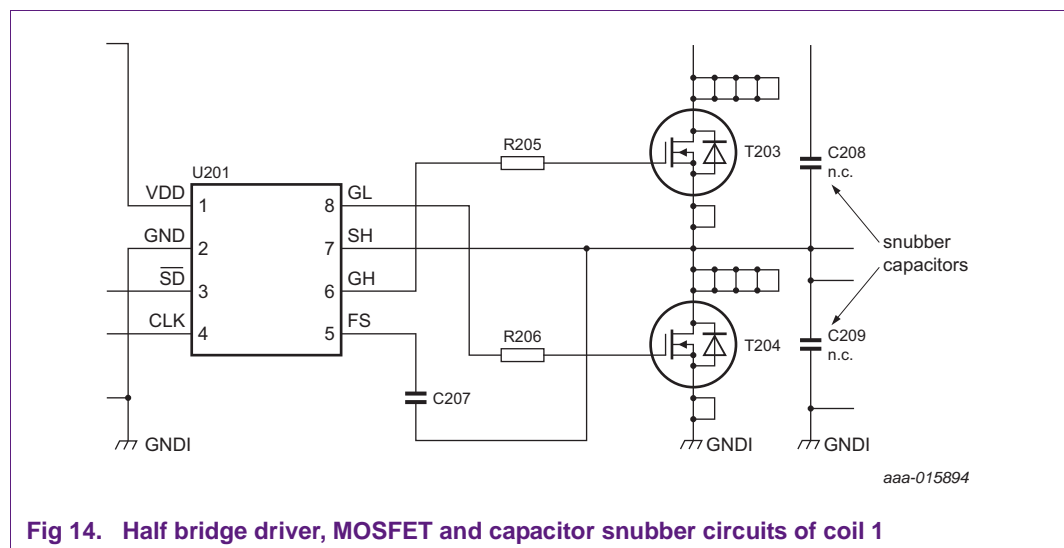 U201
VDD
GND
SD
CLK
1
2
3
4
8
7
6
5
GL
SH
GH
FS
R205
R206
C207
T203
T204
C208
n.c.
C209
n.c.
snubber
capacitors
GNDI
GNDI
GNDI
aaa-015894
Fig 14. Half bridge driver, MOSFET and capacitor snubber circuits of coil 1